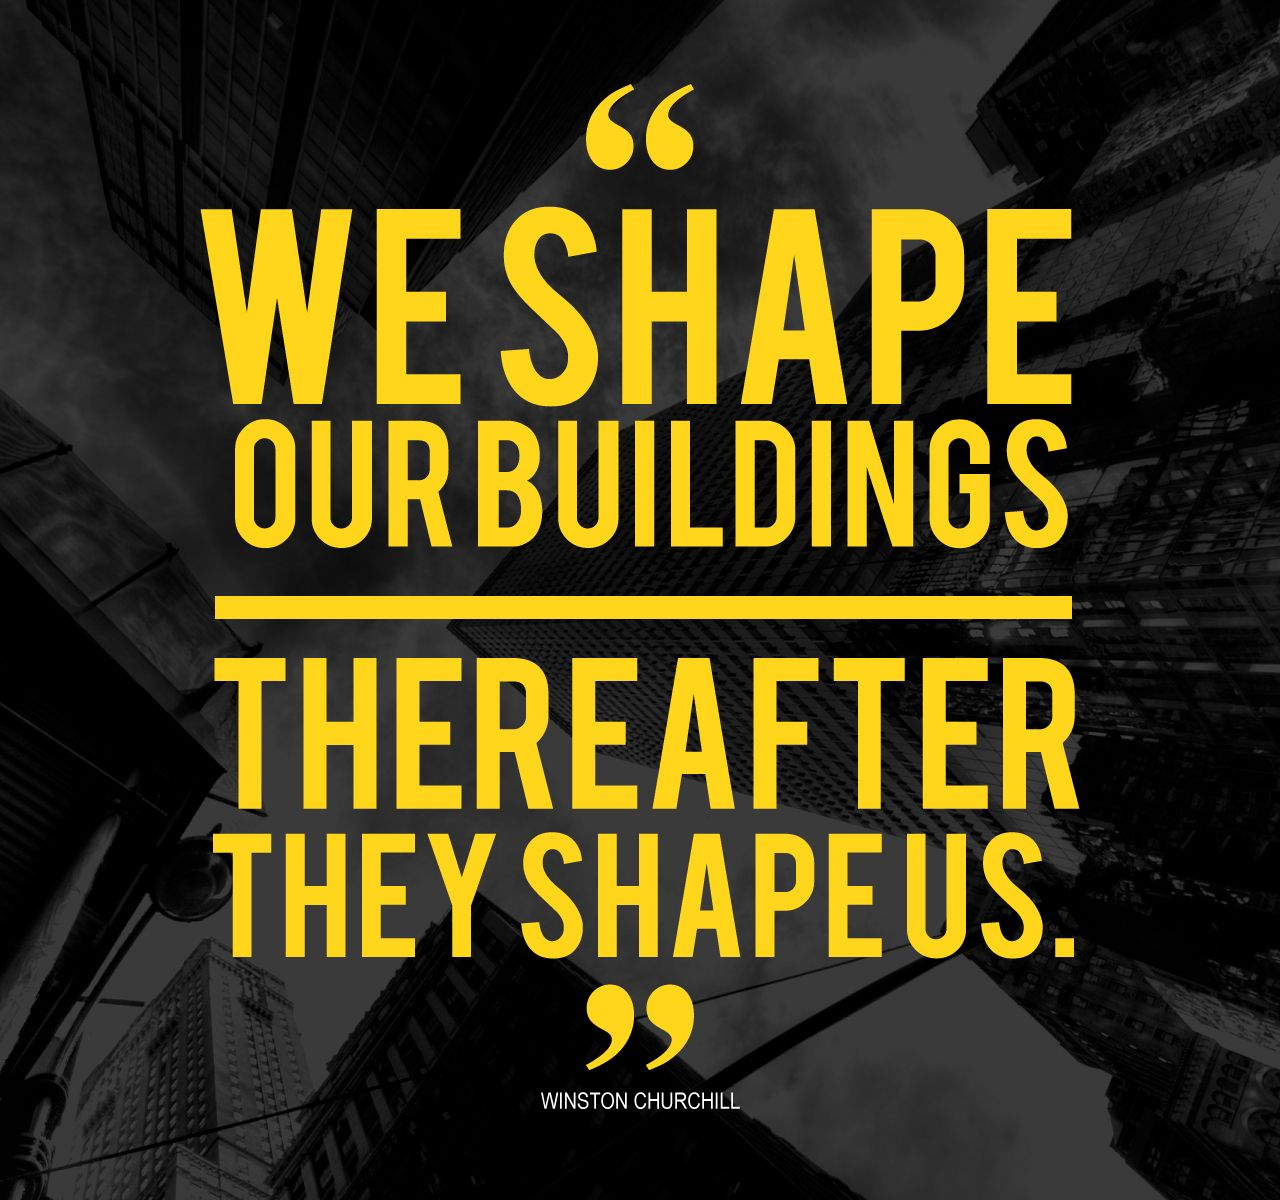 “
WE SHAPE
OUR BUILDINGS
THEREAFTER
THEY SHAPE US.
”
WINSTON CHURCHILL